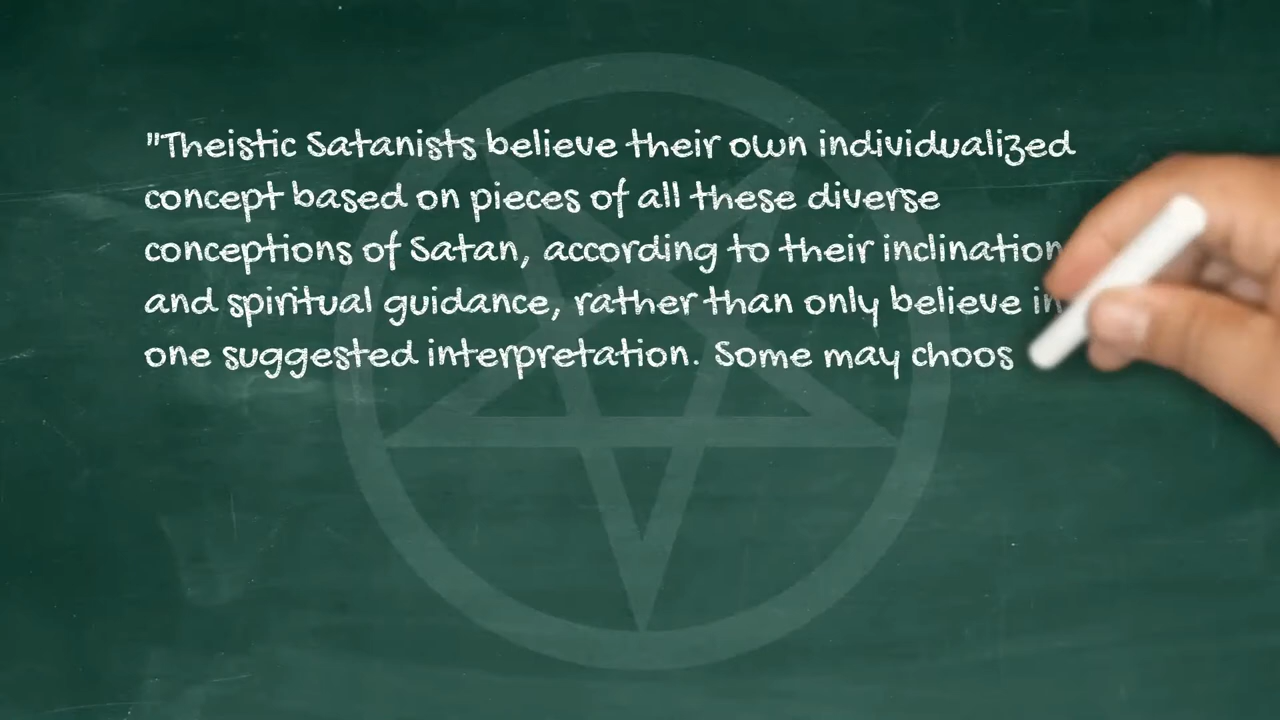 "Theistic Satanists believe their own individualized
concept based on pieces of all these diverse
conceptions of Satan, according to their inclination
and spiritual guidance, rather than only believe in
one suggested interpretation. Some may choos